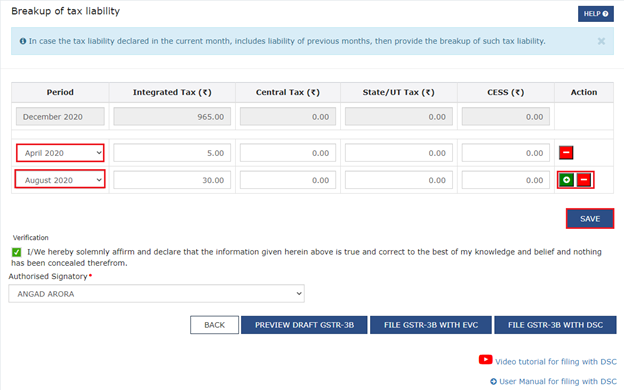 Breakup of tax liability
HELP ?
In case the tax liability declared in the current month, includes liability of previous months, then provide the breakup of such tax liability.
Period Integrated Tax (₹) Central Tax (₹) State/UT Tax (₹) CESS (₹) Action
December 2020 965.00 0.00 0.00 0.00
April 2020 5.00 0.00 0.00 0.00
August 2020 30.00 0.00 0.00 0.00
SAVE
Verification
I/We hereby solemnly affirm and declare that the information given herein above is true and correct to the best of my knowledge and belief and nothing
has been concealed therefrom.
Authorised Signatory•
ANGAD ARORA
BACK PREVIEW DRAFT GSTR-3B FILE GSTR-3B WITH EVC FILE GSTR-3B WITH DSC
Video tutorial for filing with DSC
User Manual for filing with DSC